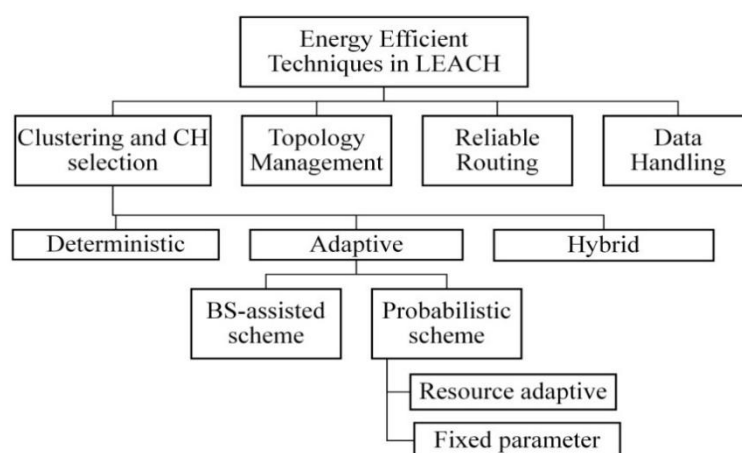 Energy Efficient
Techniques in LEACH
Clustering and CH
selection
Topology
Management
Reliable
Routing
Data
Handling
Deterministic
Adaptive
Hybrid
BS-assisted
scheme
Probabilistic
scheme
Resource adaptive
Fixed parameter